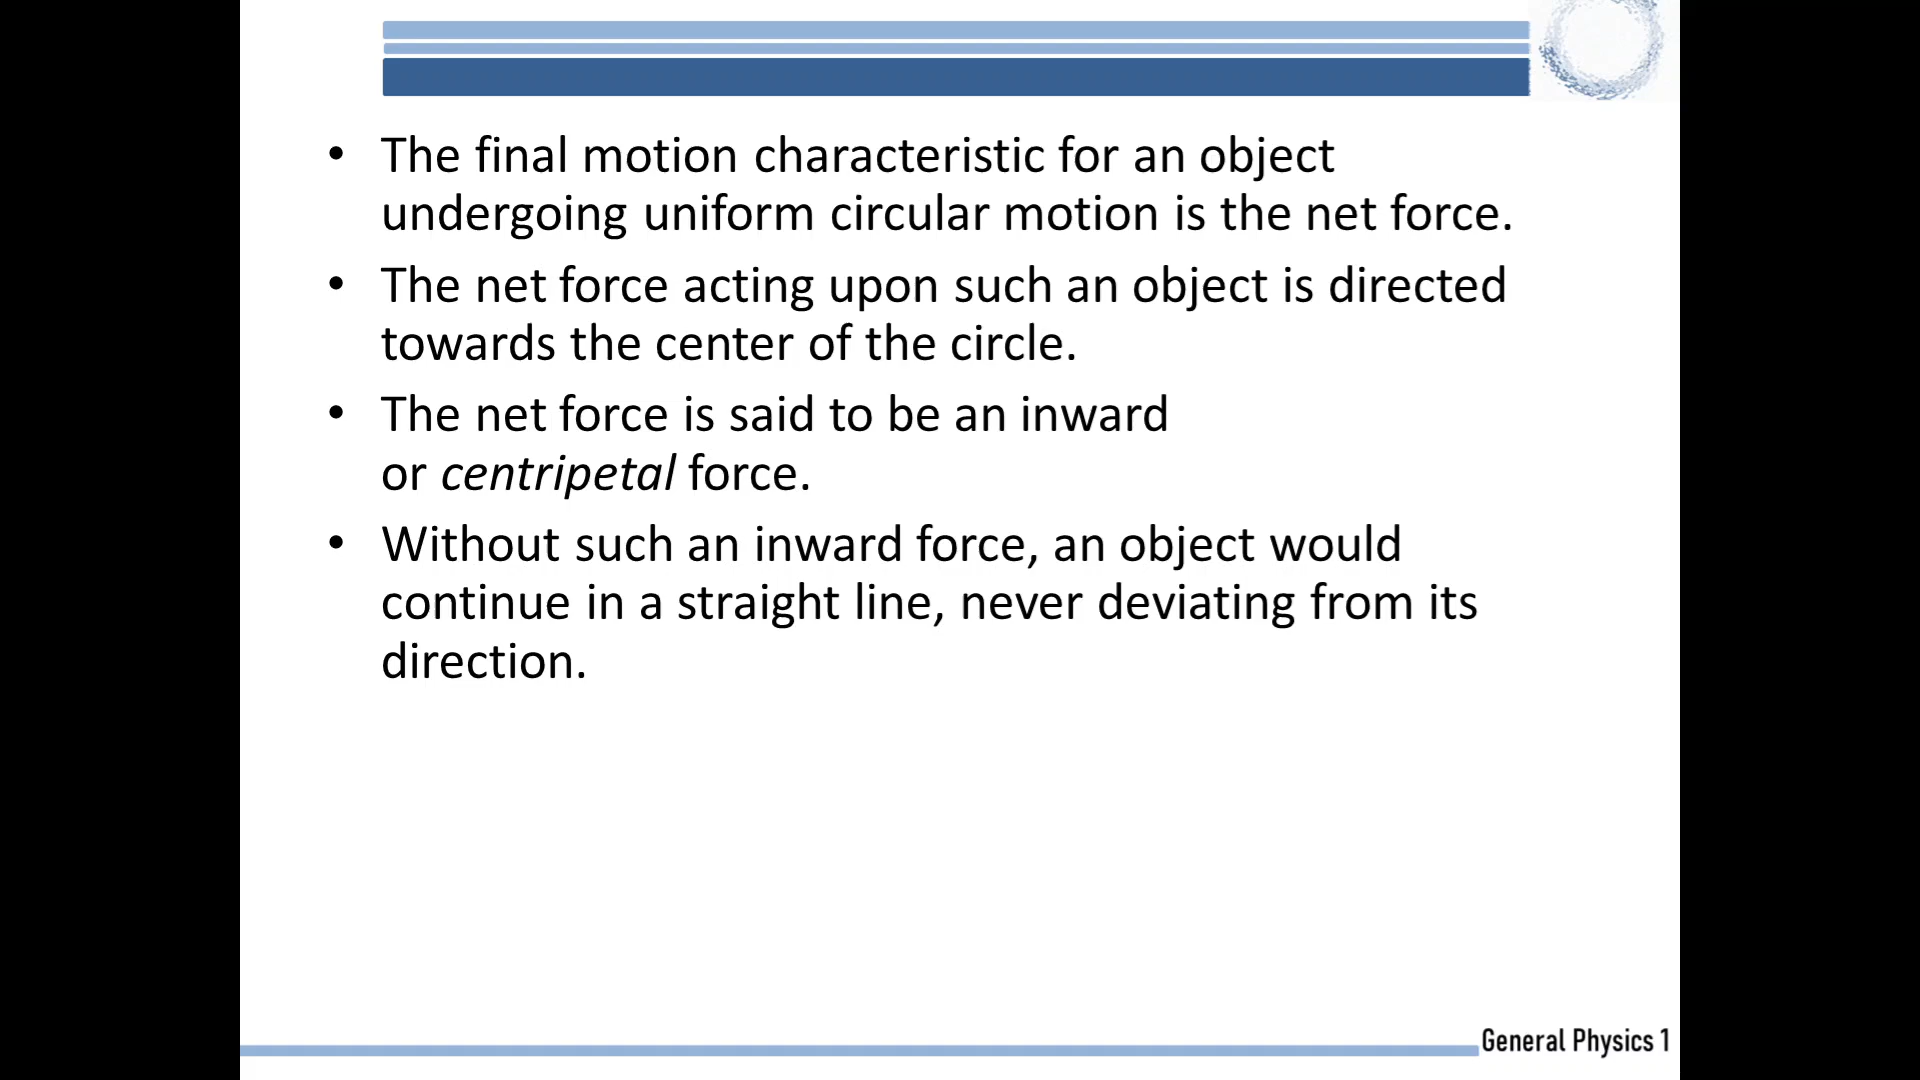 • The final motion characteristic for an object
undergoing uniform circular motion is the net force.
• The net force acting upon such an object is directed
towards the center of the circle.
• The net force is said to be an inward
or centripetal force.
• Without such an inward force, an object would
continue in a straight line, never deviating from its
direction.
General Physics 1